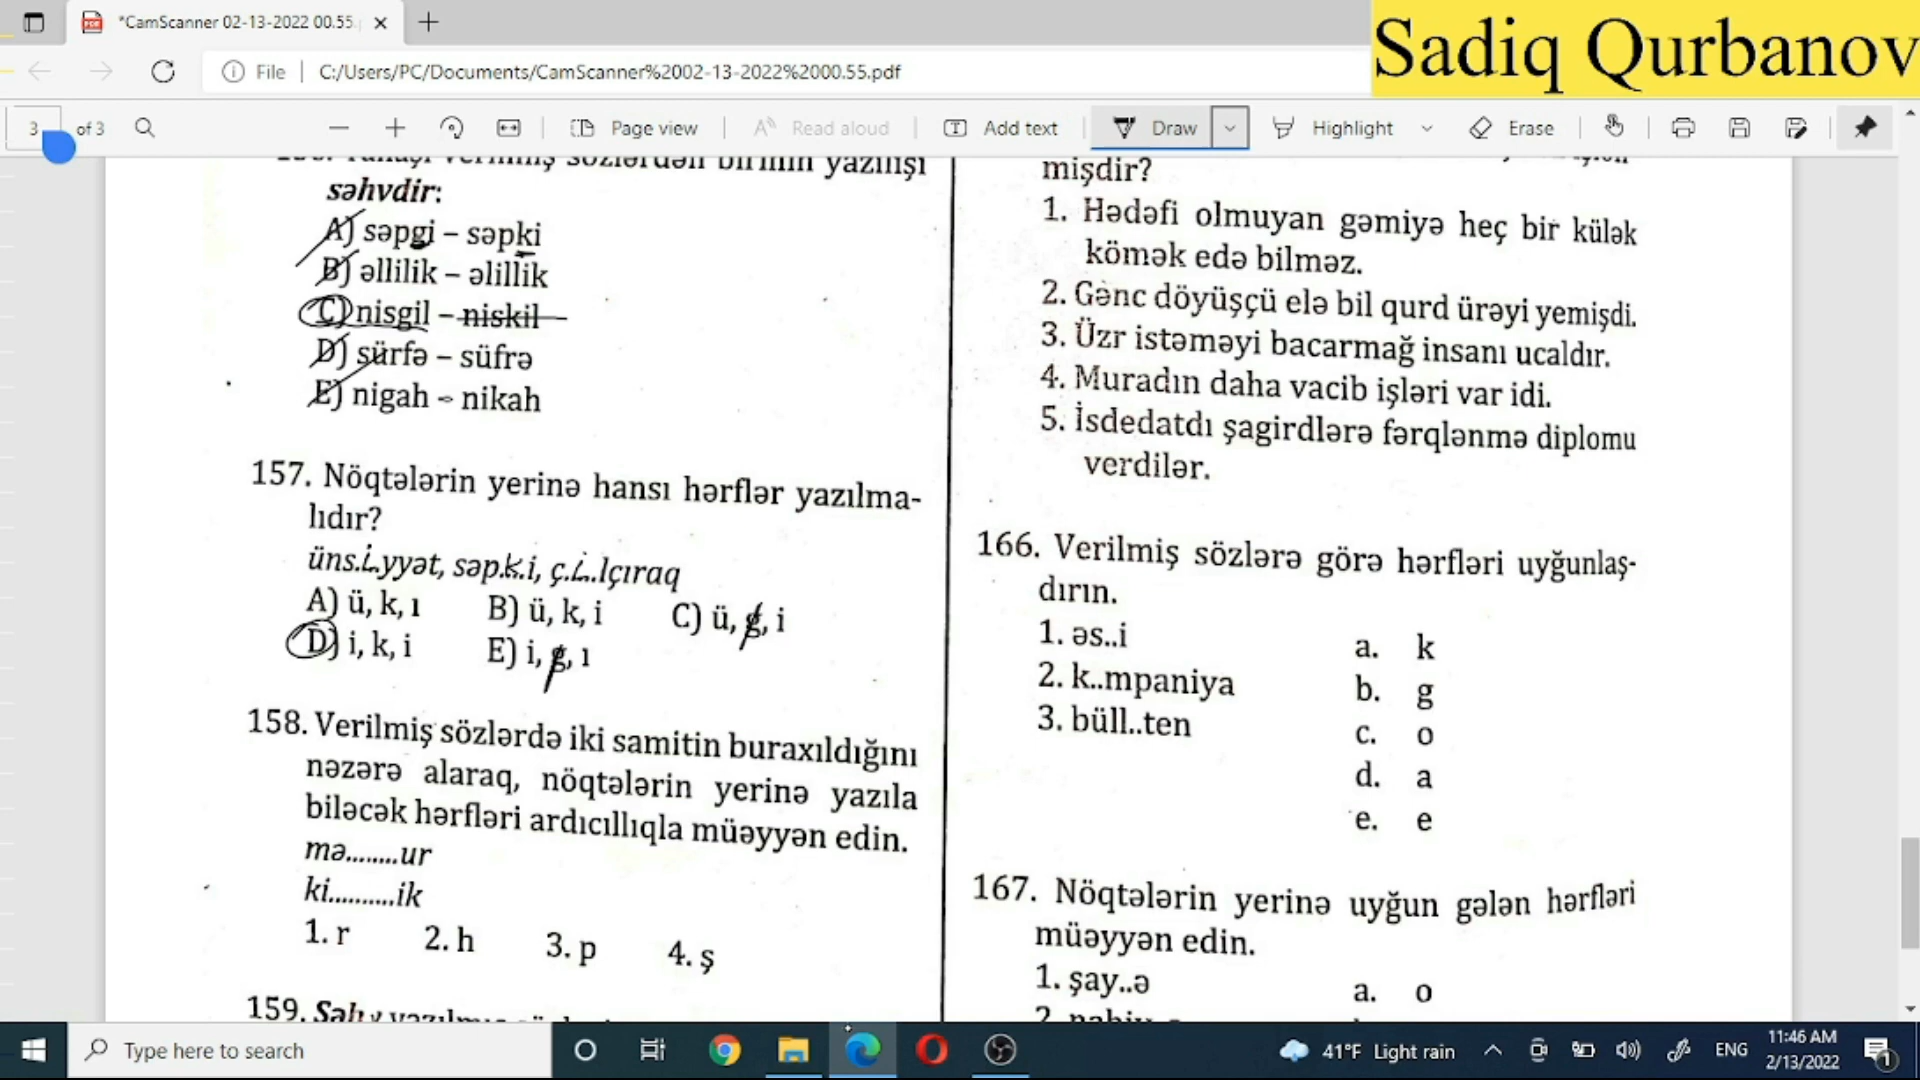 *CamScanner 02-13-2022 00.55.
Sadiq Qurbanov
File
C:/Users/PC/Documents/CamScanner%2002-13-2022%2000.55.pdf
3 of 3
Page view
Read aloud
Add text
Draw
Highlight
Erase
verilmiş sözlərdən birinin yazılışı
səhvdir:
A) səpgi – səpki
B) əllilik – əlillik
C) nisgil – niskil
D) sürfə – süfrə
E) nigah - nikah
157. Nöqtələrin yerinə hansı hərflər yazılma-
lıdır?
üns.i.yyət, səp.k.i, ç.i..lçıraq
A) ü, k, ı B) ü, k, i C) ü, g, i
D) i, k, i E) i, g, ı
158. Verilmiş sözlərdə iki samitin buraxıldığını
nəzərə alaraq, nöqtələrin yerinə yazıla
biləcək hərfləri ardıcıllıqla müəyyən edin.
mə........ur
ki..........ik
1. r 2. h 3. p 4. ş
159. Səhv
mişdir?
1. Hədəfi olmuyan gəmiyə heç bir külək
kömək edə bilməz.
2. Gənc döyüşçü elə bil qurd ürəyi yemişdi.
3. Üzr istəməyi bacarmağ insanı ucaldır.
4. Muradın daha vacib işləri var idi.
5. İsdedatdı şagirdlərə fərqlənmə diplomu
verdilər.
166. Verilmiş sözlərə görə hərfləri uyğunlaş-
dırın.
1. əs..i a. k
2. k..mpaniya b. g
3. büll..ten c. o
d. a
e. e
167. Nöqtələrin yerinə uyğun gələn hərfləri
müəyyən edin.
1. şay..ə a. o
2.
Type here to search
41°F Light rain
ENG
11:46 AM
2/13/2022
1